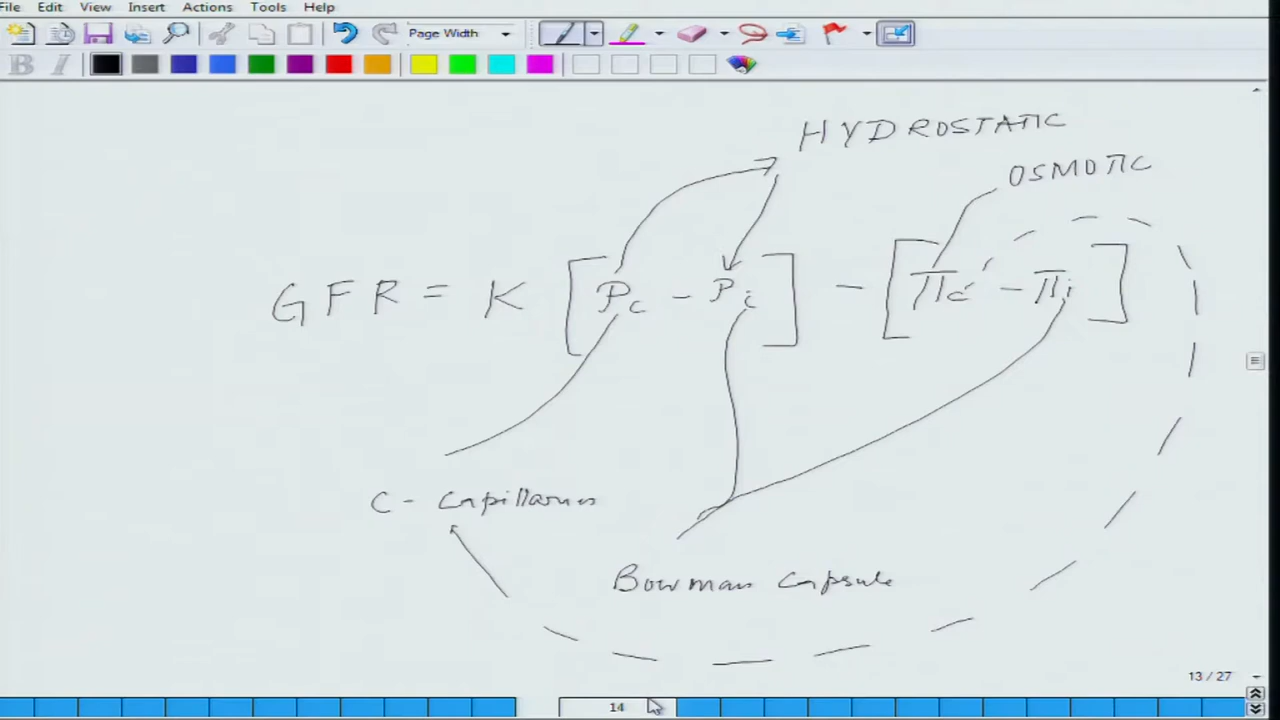 File Edit View Insert Actions Tools Help
Page Width
B I
HYDROSTATIC
OSMOTIC
GFR = K [Pc - Pi] - [πc - πi]
C - Capillaries
Bowman Capsule
13 / 27
14